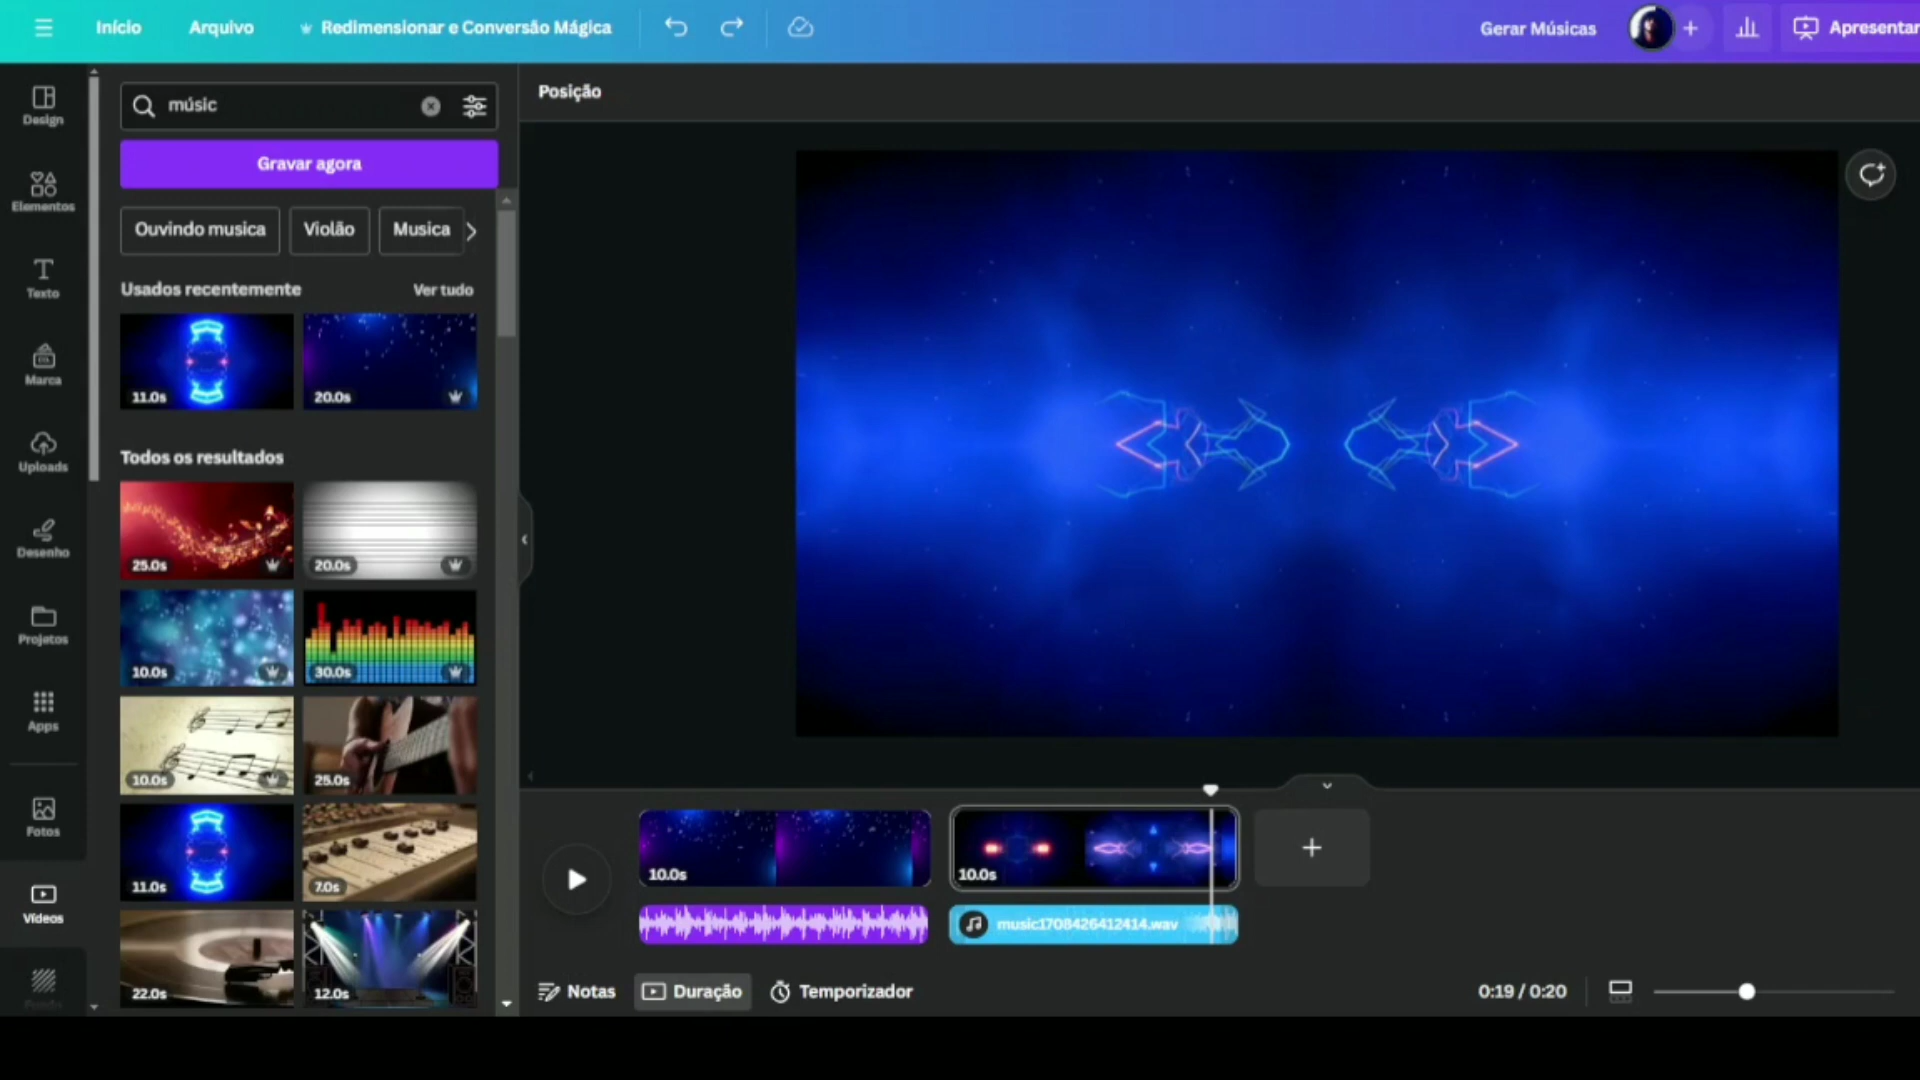 Início
Arquivo
Redimensionar e Conversão Mágica
Gerar Músicas
Apresentar
Design
Elementos
Texto
Marca
Uploads
Desenho
Projetos
Apps
Fotos
Vídeos
músic
Gravar agora
Ouvindo musica
Violão
Musica
Usados recentemente
Ver tudo
11.0s
20.0s
Todos os resultados
25.0s
20.0s
10.0s
30.0s
10.0s
25.0s
11.0s
7.0s
22.0s
12.0s
Posição
10.0s
10.0s
music1708426412414.wav
Notas
Duração
Temporizador
0:19 / 0:20